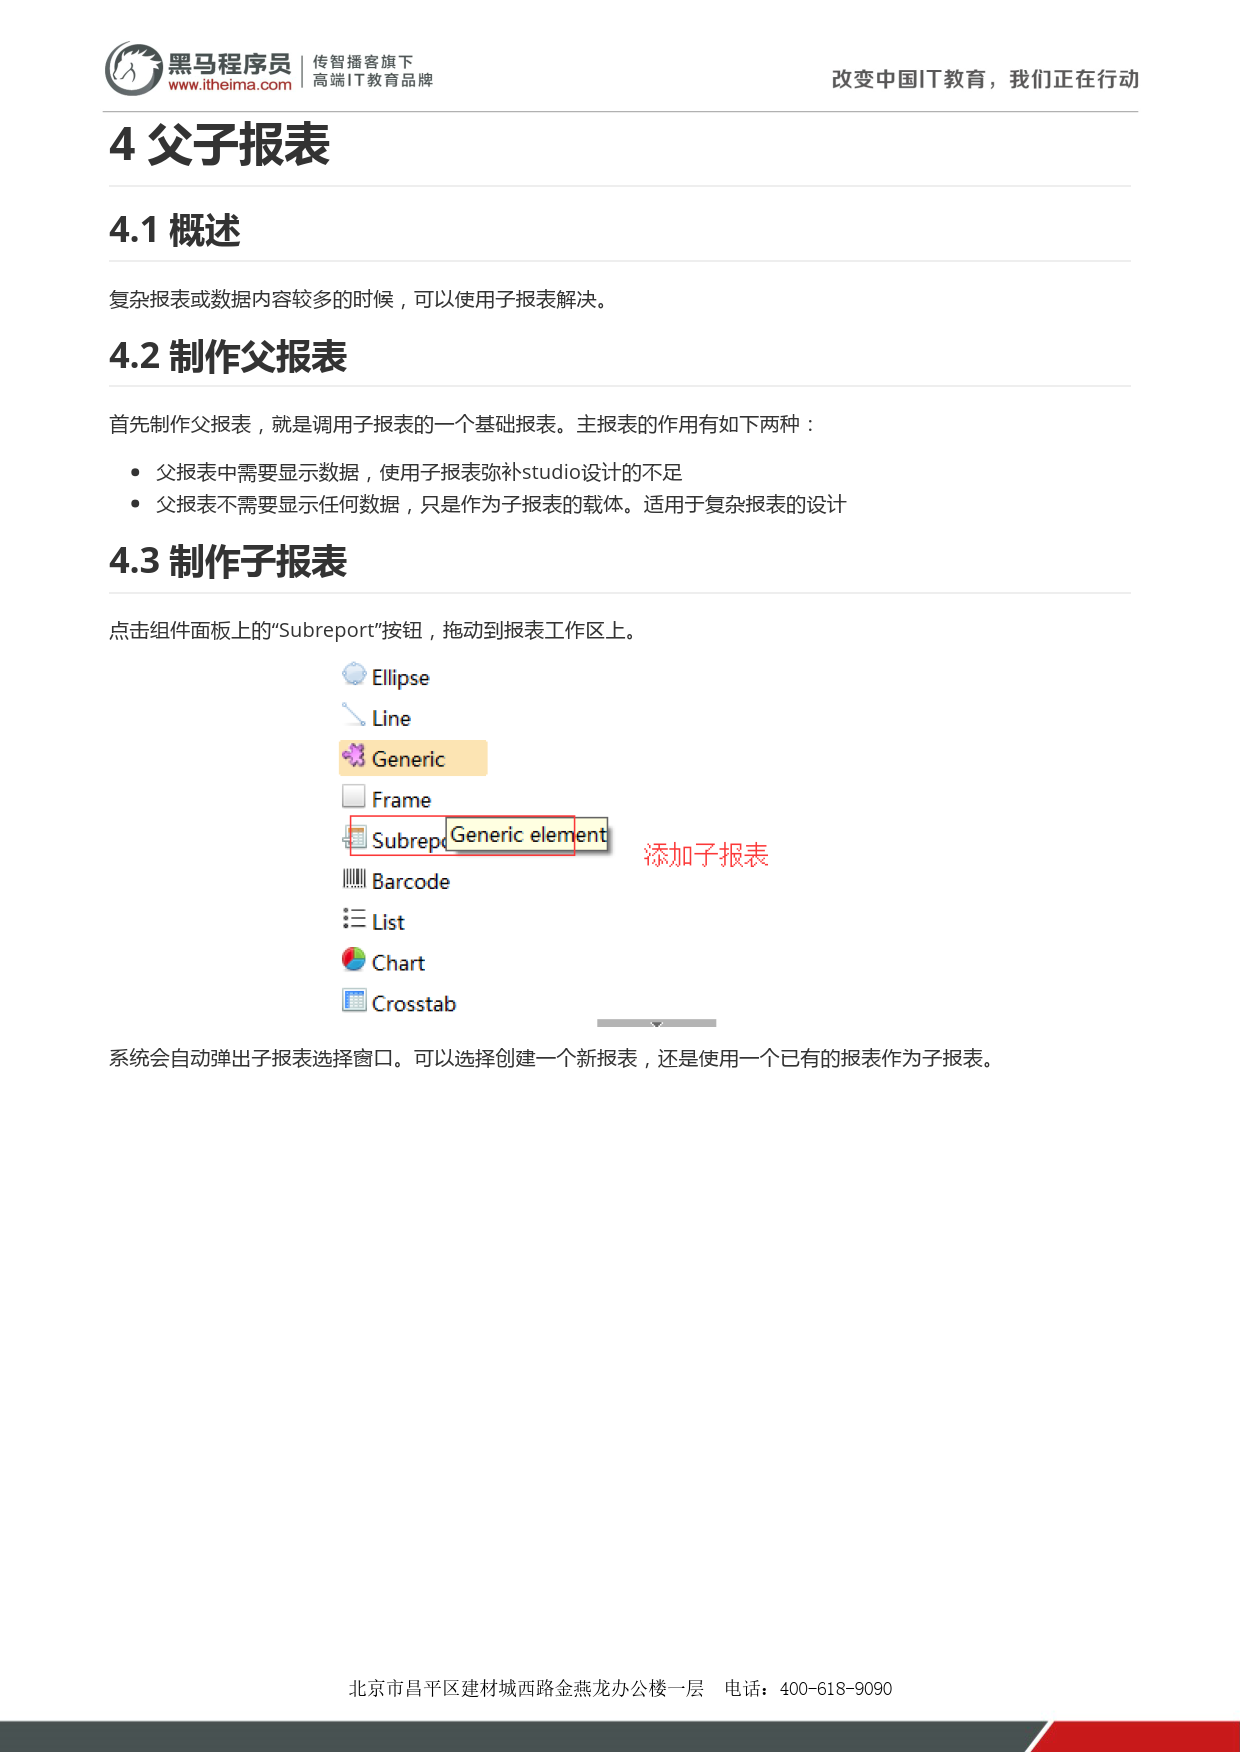 黑马程序员
www.itheima.com
传智播客旗下
高端IT教育品牌
改变中国IT教育，我们正在行动
4 父子报表
4.1 概述
复杂报表或数据内容较多的时候，可以使用子报表解决。
4.2 制作父报表
首先制作父报表，就是调用子报表的一个基础报表。主报表的作用有如下两种：
父报表中需要显示数据，使用子报表弥补studio设计的不足
父报表不需要显示任何数据，只是作为子报表的载体。适用于复杂报表的设计
4.3 制作子报表
点击组件面板上的“Subreport”按钮，拖动到报表工作区上。
Ellipse
Line
Generic
Frame
Subrepo Generic element
添加子报表
Barcode
List
Chart
Crosstab
系统会自动弹出子报表选择窗口。可以选择创建一个新报表，还是使用一个已有的报表作为子报表。
北京市昌平区建材城西路金燕龙办公楼一层 电话：400-618-9090